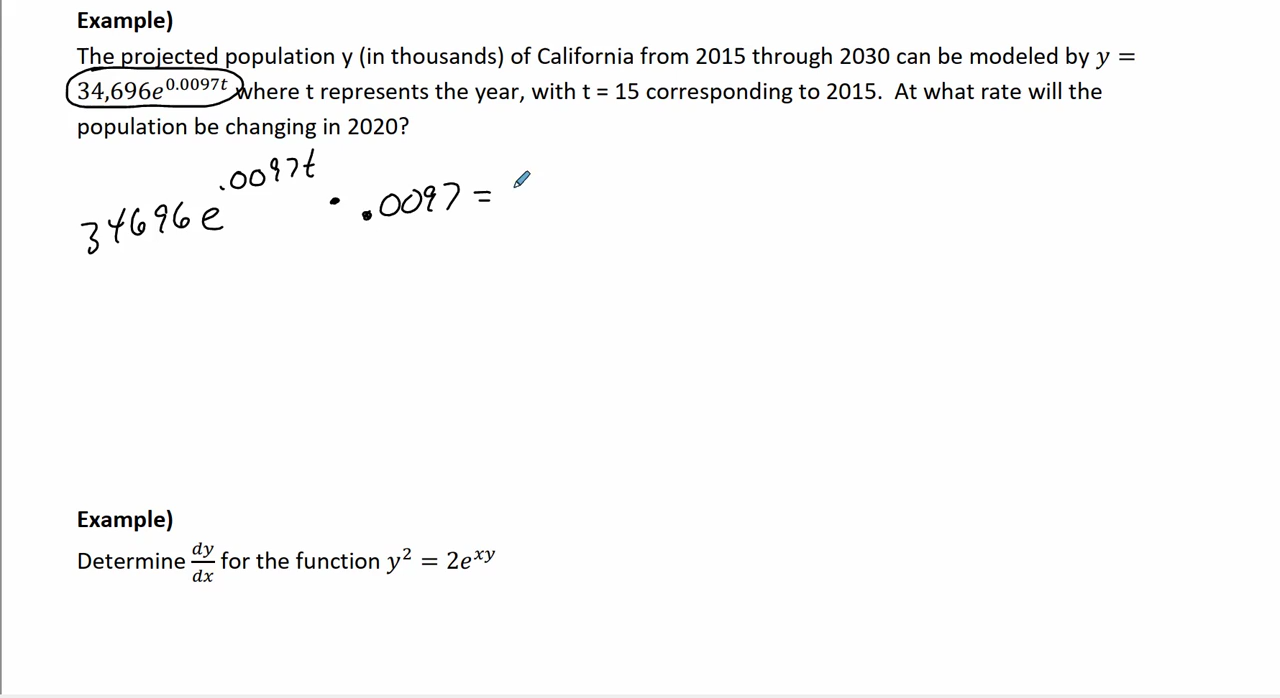 Example)
The projected population y (in thousands) of California from 2015 through 2030 can be modeled by y =
34,696e^0.0097t where t represents the year, with t = 15 corresponding to 2015. At what rate will the
population be changing in 2020?
34696e^.0097t · .0097 =
Example)
Determine dy/dx for the function y² = 2e^xy